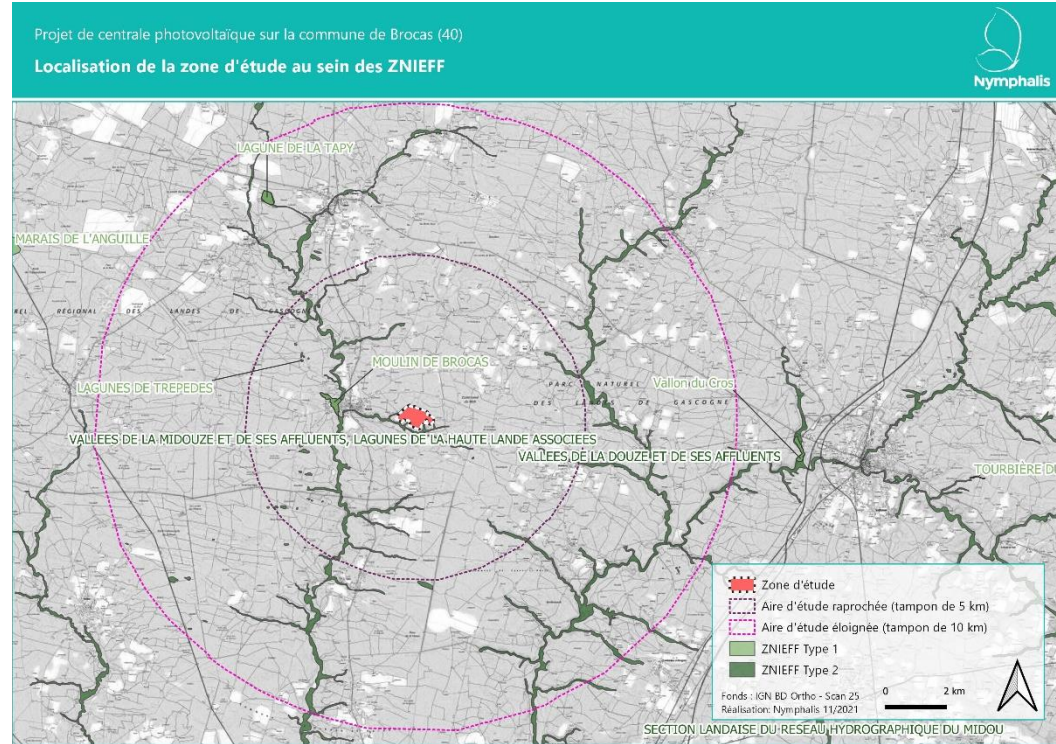 Projet de centrale photovoltaïque sur la commune de Brocas (40)
Localisation de la zone d'étude au sein des ZNIEFF
Nymphalis
LAGUNE DE LA TAPY
MARAIS DE L'ANGUILLE
RÉGIONAL DES LANDES DE GASCOGNE
MOULIN DE BROCAS
LAGUNES DE TREPEDES
PARC NATUREL
Vallon du Cros
DES LANDES DE GASCOGNE
VALLEES DE LA MIDOUZE ET DE SES AFFLUENTS, LAGUNES DE LA HAUTE LANDE ASSOCIEES
VALLEES DE LA DOUZE ET DE SES AFFLUENTS
TOURBIÈRE DU
Zone d'étude
Aire d'étude raprochée (tampon de 5 km)
Aire d'étude éloignée (tampon de 10 km)
ZNIEFF Type 1
ZNIEFF Type 2
Fonds : IGN BD Ortho - Scan 25
Réalisation: Nymphalis 11/2021
0 2 km
SECTION LANDAISE DU RESEAU HYDROGRAPHIQUE DU MIDOU